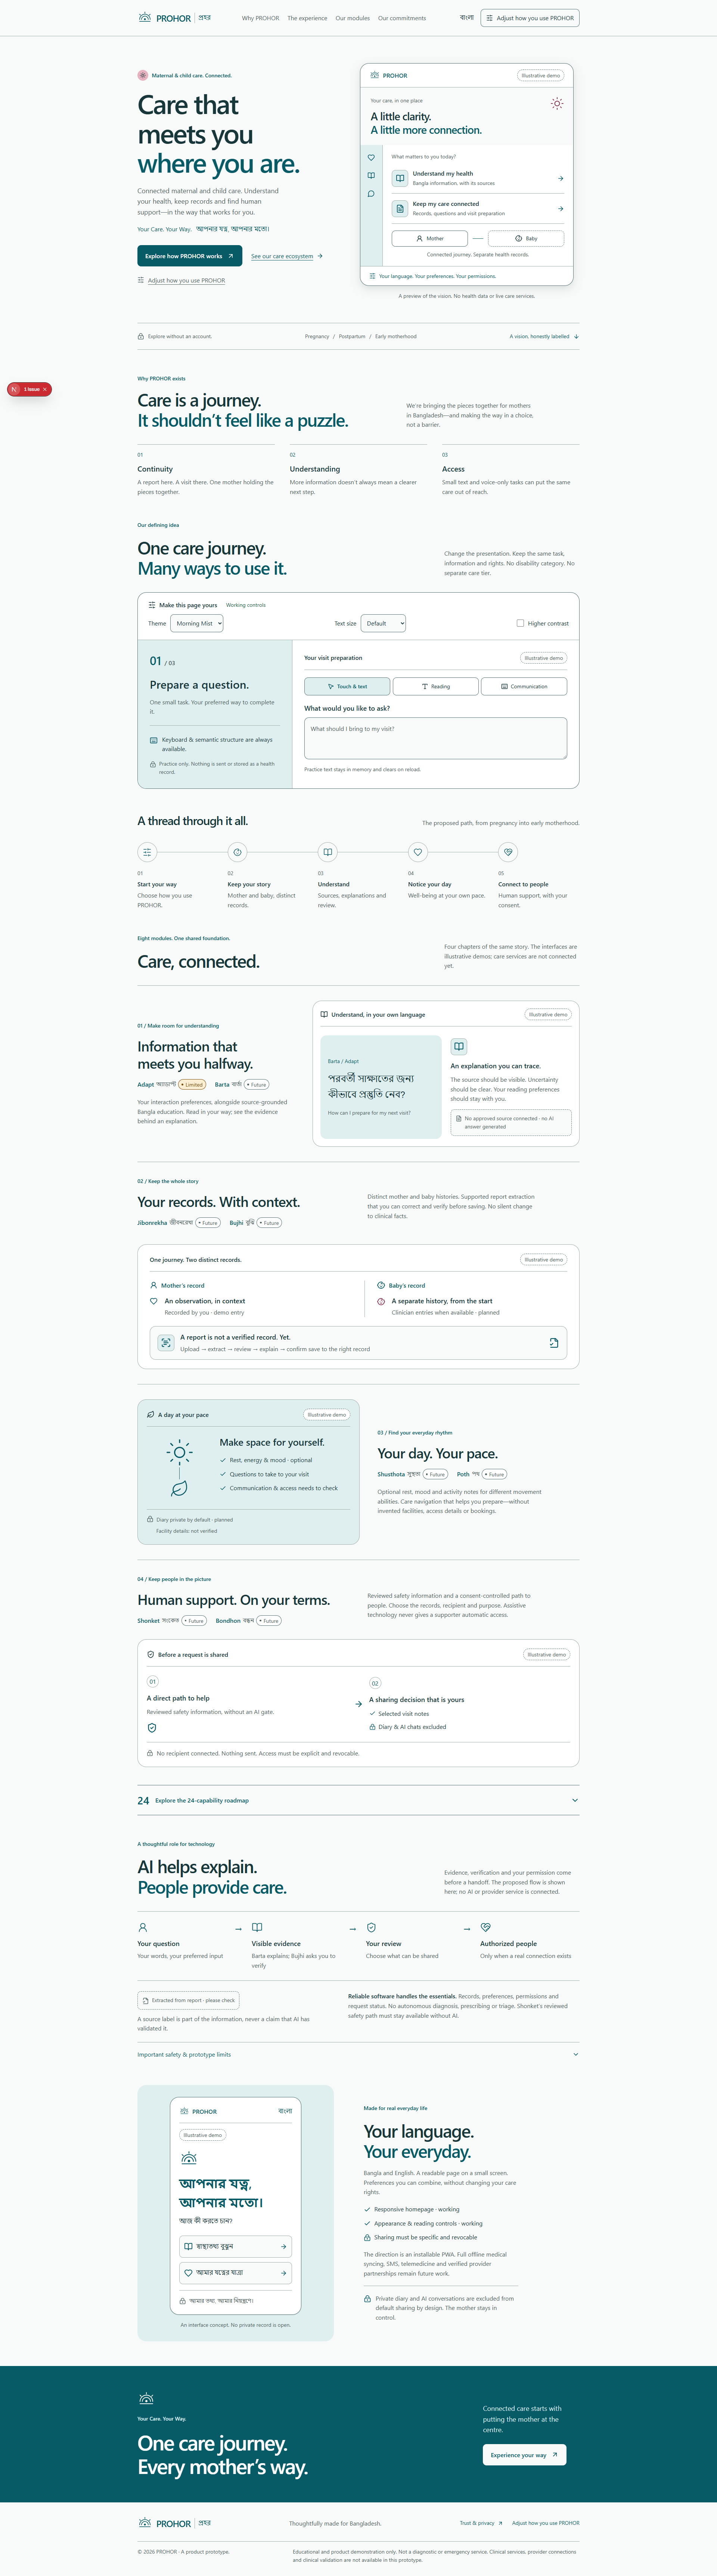 PROHOR প্রহর
Why PROHOR The experience Our modules Our commitments
বাংলা Adjust how you use PROHOR
Maternal & child care. Connected.
Care that
meets you
where you are.
Connected maternal and child care. Understand
your health, keep records and find human
support—in the way that works for you.
Your Care. Your Way. আপনার যত্ন, আপনার মতো।
Explore how PROHOR works
See our care ecosystem
Adjust how you use PROHOR
PROHOR
Illustrative demo
Your care, in one place
A little clarity.
A little more connection.
What matters to you today?
Understand my health
Bangla information, with its sources
Keep my care connected
Records, questions and visit preparation
Mother
Baby
Connected journey. Separate health records.
Your language. Your preferences. Your permissions.
A preview of the vision. No health data or live care services.
Explore without an account.
Pregnancy / Postpartum / Early motherhood
A vision, honestly labelled
1 Issue
Why PROHOR exists
Care is a journey.
It shouldn’t feel like a puzzle.
We’re bringing the pieces together for mothers
in Bangladesh—and making the way in a choice,
not a barrier.
01
Continuity
A report here. A visit there. One mother holding the
pieces together.
02
Understanding
More information doesn’t always mean a clearer
next step.
03
Access
Small text and voice-only tasks can put the same
care out of reach.
Our defining idea
One care journey.
Many ways to use it.
Change the presentation. Keep the same task,
information and rights. No disability category. No
separate care tier.
Make this page yours Working controls
Theme Morning Mist
Text size Default
Higher contrast
01 / 03
Prepare a question.
One small task. Your preferred way to complete
it.
Keyboard & semantic structure are always
available.
Practice only. Nothing is sent or stored as a health
record.
Your visit preparation
Illustrative demo
Touch & text
Reading
Communication
What would you like to ask?
What should I bring to my visit?
Practice text stays in memory and clears on reload.
A thread through it all.
The proposed path, from pregnancy into early motherhood.
01
Start your way
Choose how you use
PROHOR.
02
Keep your story
Mother and baby, distinct
records.
03
Understand
Sources, explanations and
review.
04
Notice your day
Well-being at your own pace.
05
Connect to people
Human support, with your
consent.
Eight modules. One shared foundation.
Care, connected.
Four chapters of the same story. The interfaces are
illustrative demos; care services are not connected
yet.
01 / Make room for understanding
Information that
meets you halfway.
Adapt অ্যাডাপ্ট Limited Barta বার্তা Future
Your interaction preferences, alongside source-grounded
Bangla education. Read in your way; see the evidence
behind an explanation.
Understand, in your own language
Illustrative demo
Barta / Adapt
পরবর্তী সাক্ষাতের জন্য
কীভাবে প্রস্তুতি নেব?
How can I prepare for my next visit?
An explanation you can trace.
The source should be visible. Uncertainty
should be clear. Your reading preferences
should stay with you.
No approved source connected · no AI
answer generated
02 / Keep the whole story
Your records. With context.
Jibonrekha জীবনরেখা Future Bujhi বুঝি Future
Distinct mother and baby histories. Supported report extraction
that you can correct and verify before saving. No silent change
to clinical facts.
One journey. Two distinct records.
Illustrative demo
Mother’s record
An observation, in context
Recorded by you · demo entry
Baby’s record
A separate history, from the start
Clinician entries when available · planned
A report is not a verified record. Yet.
Upload → extract → review → explain → confirm save to the right record
A day at your pace
Illustrative demo
Make space for yourself.
Rest, energy & mood · optional
Questions to take to your visit
Communication & access needs to check
Diary private by default · planned
Facility details: not verified
03 / Find your everyday rhythm
Your day. Your pace.
Shusthota সুস্থতা Future Poth পথ Future
Optional rest, mood and activity notes for different movement
abilities. Care navigation that helps you prepare—without
invented facilities, access details or bookings.
04 / Keep people in the picture
Human support. On your terms.
Shonket সংকেত Future Bondhon বন্ধন Future
Reviewed safety information and a consent-controlled path to
people. Choose the records, recipient and purpose. Assistive
technology never gives a supporter automatic access.
Before a request is shared
Illustrative demo
01
A direct path to help
Reviewed safety information, without an AI gate.
02
A sharing decision that is yours
Selected visit notes
Diary & AI chats excluded
No recipient connected. Nothing sent. Access must be explicit and revocable.
24 Explore the 24-capability roadmap
A thoughtful role for technology
AI helps explain.
People provide care.
Evidence, verification and your permission come
before a handoff. The proposed flow is shown
here; no AI or provider service is connected.
Your question
Your words, your preferred input
Visible evidence
Barta explains; Bujhi asks you to
verify
Your review
Choose what can be shared
Authorized people
Only when a real connection exists
Extracted from report · please check
A source label is part of the information, never a claim that AI has
validated it.
Reliable software handles the essentials. Records, preferences, permissions and
request status. No autonomous diagnosis, prescribing or triage. Shonket’s reviewed
safety path must stay available without AI.
Important safety & prototype limits
PROHOR
বাংলা
Illustrative demo
আপনার যত্ন,
আপনার মতো।
আজ কী করতে চান?
স্বাস্থ্যতথ্য বুঝুন
আমার যত্নের যাত্রা
আমার তথ্য, আমার নিয়ন্ত্রণে।
An interface concept. No private record is open.
Made for real everyday life
Your language.
Your everyday.
Bangla and English. A readable page on a small screen.
Preferences you can combine, without changing your care
rights.
Responsive homepage · working
Appearance & reading controls · working
Sharing must be specific and revocable
The direction is an installable PWA. Full offline medical
syncing, SMS, telemedicine and verified provider
partnerships remain future work.
Private diary and AI conversations are excluded from
default sharing by design. The mother stays in
control.
Your Care. Your Way.
One care journey.
Every mother’s way.
Connected care starts with
putting the mother at the
centre.
Experience your way
PROHOR প্রহর
Thoughtfully made for Bangladesh.
Trust & privacy Adjust how you use PROHOR
© 2026 PROHOR · A product prototype.
Educational and product demonstration only. Not a diagnostic or emergency service. Clinical services, provider connections
and clinical validation are not available in this prototype.